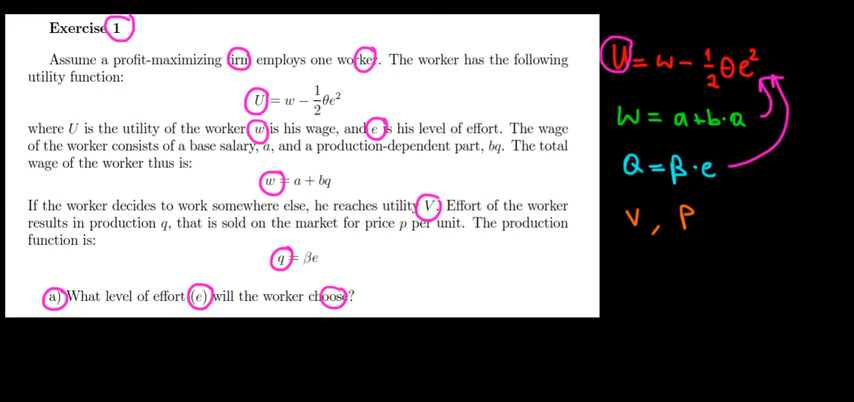 Exercise 1
Assume a profit-maximizing firm employs one worker. The worker has the following
utility function:
U = w − 1/2 θe²
where U is the utility of the worker, w is his wage, and e is his level of effort. The wage
of the worker consists of a base salary, a, and a production-dependent part, bq. The total
wage of the worker thus is:
w = a + bq
If the worker decides to work somewhere else, he reaches utility V. Effort of the worker
results in production q, that is sold on the market for price p per unit. The production
function is:
q = βe
a) What level of effort (e) will the worker choose?
U = w − 1/2 θe²
w = a + b·q
Q = β·e
V, P